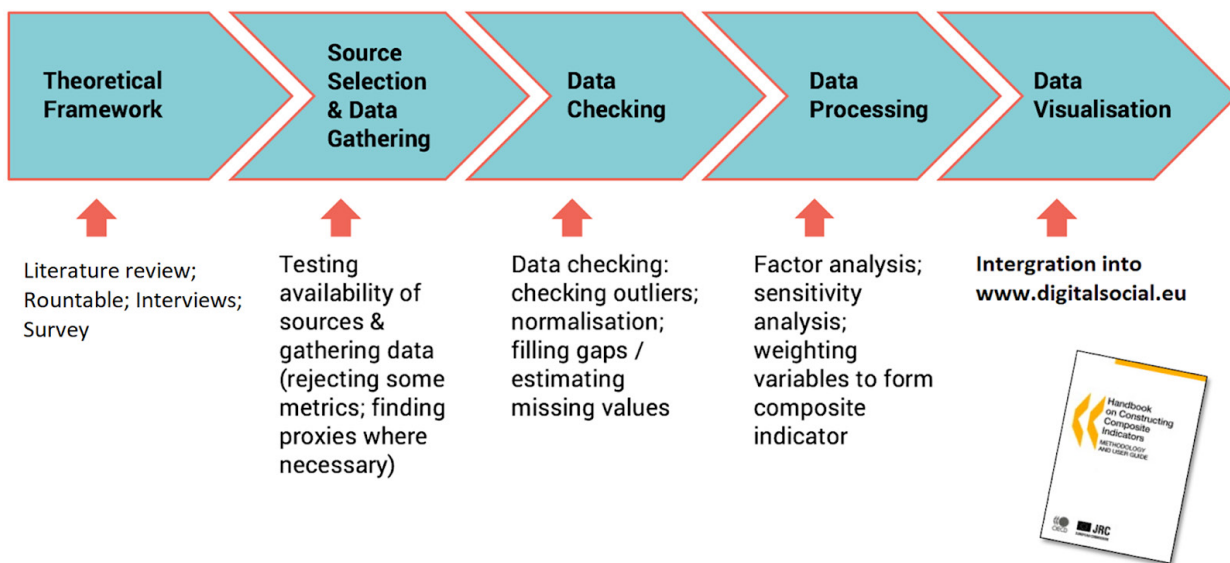 Theoretical
Framework
Source
Selection
& Data
Gathering
Data
Checking
Data
Processing
Data
Visualisation
Literature review;
Rountable; Interviews;
Survey
Testing
availability of
sources &
gathering data
(rejecting some
metrics; finding
proxies where
necessary)
Data checking:
checking outliers;
normalisation;
filling gaps /
estimating
missing values
Factor analysis;
sensitivity
analysis;
weighting
variables to form
composite
indicator
Intergration into
www.digitalsocial.eu
Handbook
on Constructing
Composite
Indicators
METHODOLOGY
AND USER GUIDE
OECD
JRC
EUROPEAN COMMISSION